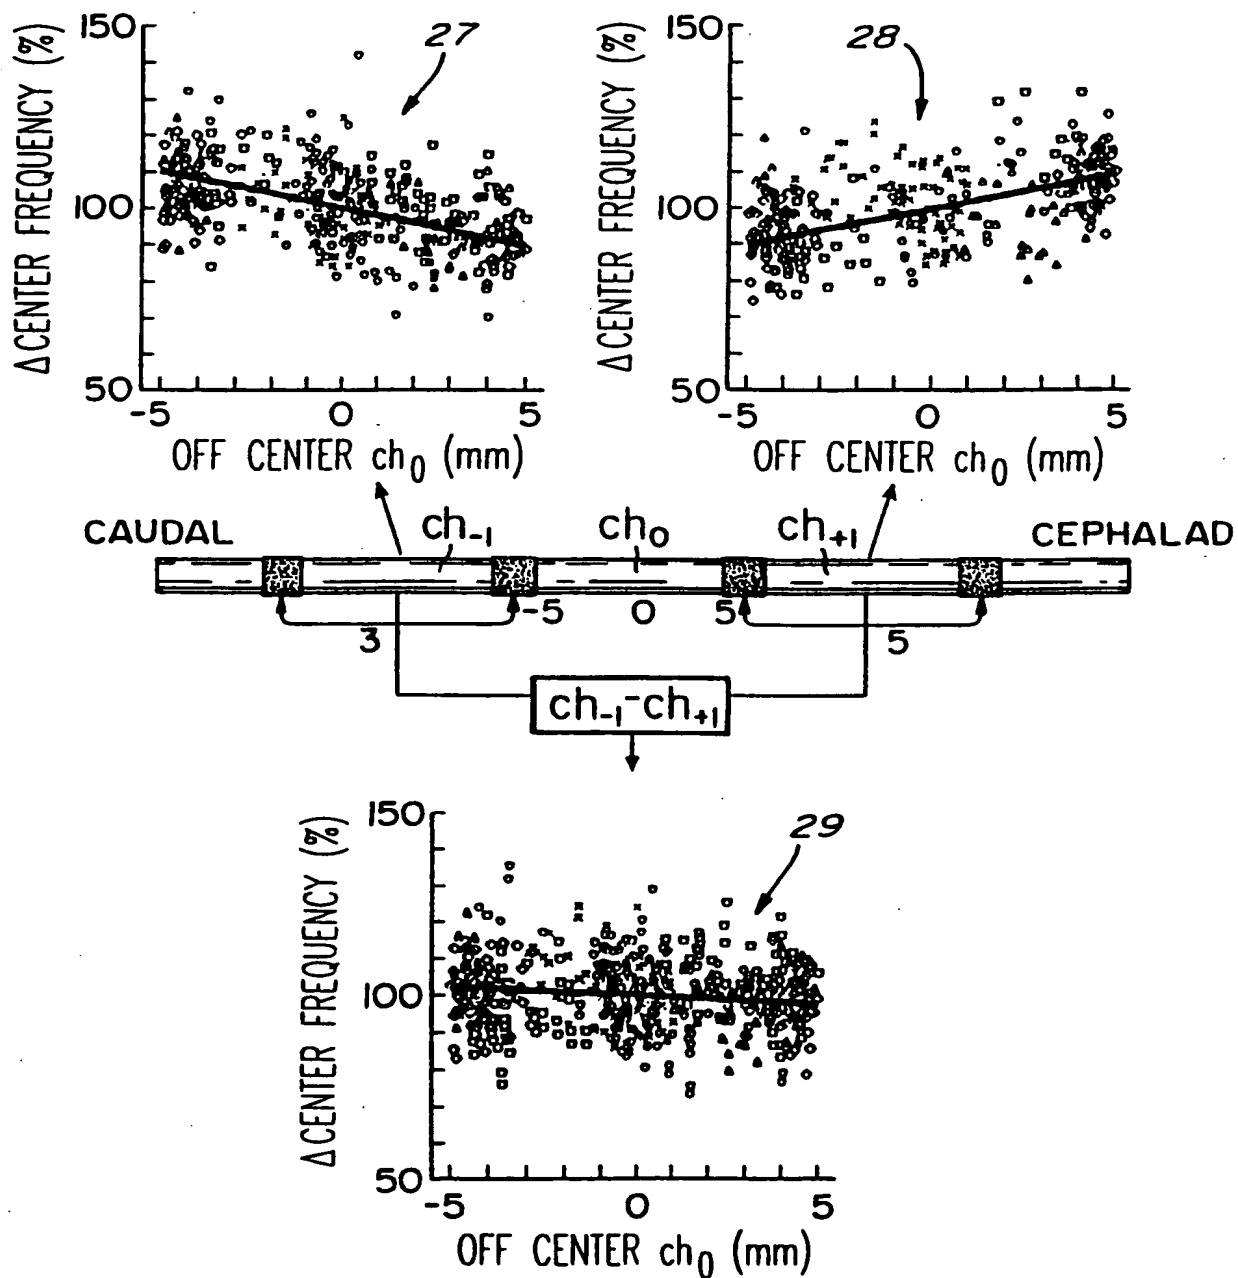 150
100
50
ΔCENTER FREQUENCY (%)
27
-5 0 5
OFF CENTER ch₀ (mm)
150
100
50
ΔCENTER FREQUENCY (%)
28
-5 0 5
OFF CENTER ch₀ (mm)
CAUDAL ch₋₁ ch₀ ch₊₁ CEPHALAD
-5 0 5
3 5
ch₋₁-ch₊₁
150
100
50
ΔCENTER FREQUENCY (%)
29
-5 0 5
OFF CENTER ch₀ (mm)